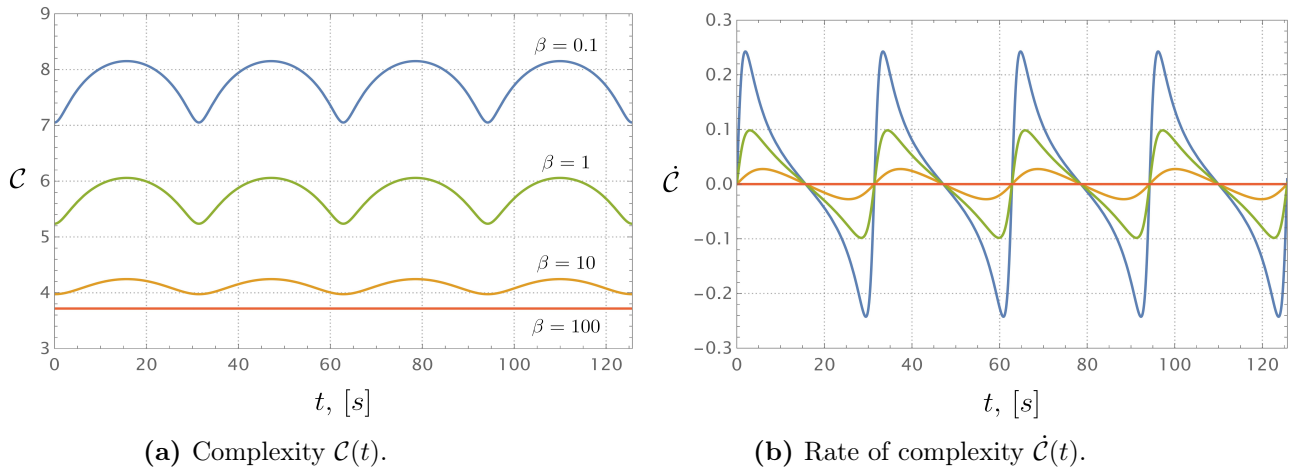 9
8
7
6
5
4
3
𝒞
β = 0.1
β = 1
β = 10
β = 100
0 20 40 60 80 100 120
t, [s]
(a) Complexity 𝒞(t).
0.3
0.2
0.1
0.0
−0.1
−0.2
−0.3
𝒞̇
0 20 40 60 80 100 120
t, [s]
(b) Rate of complexity 𝒞̇(t).